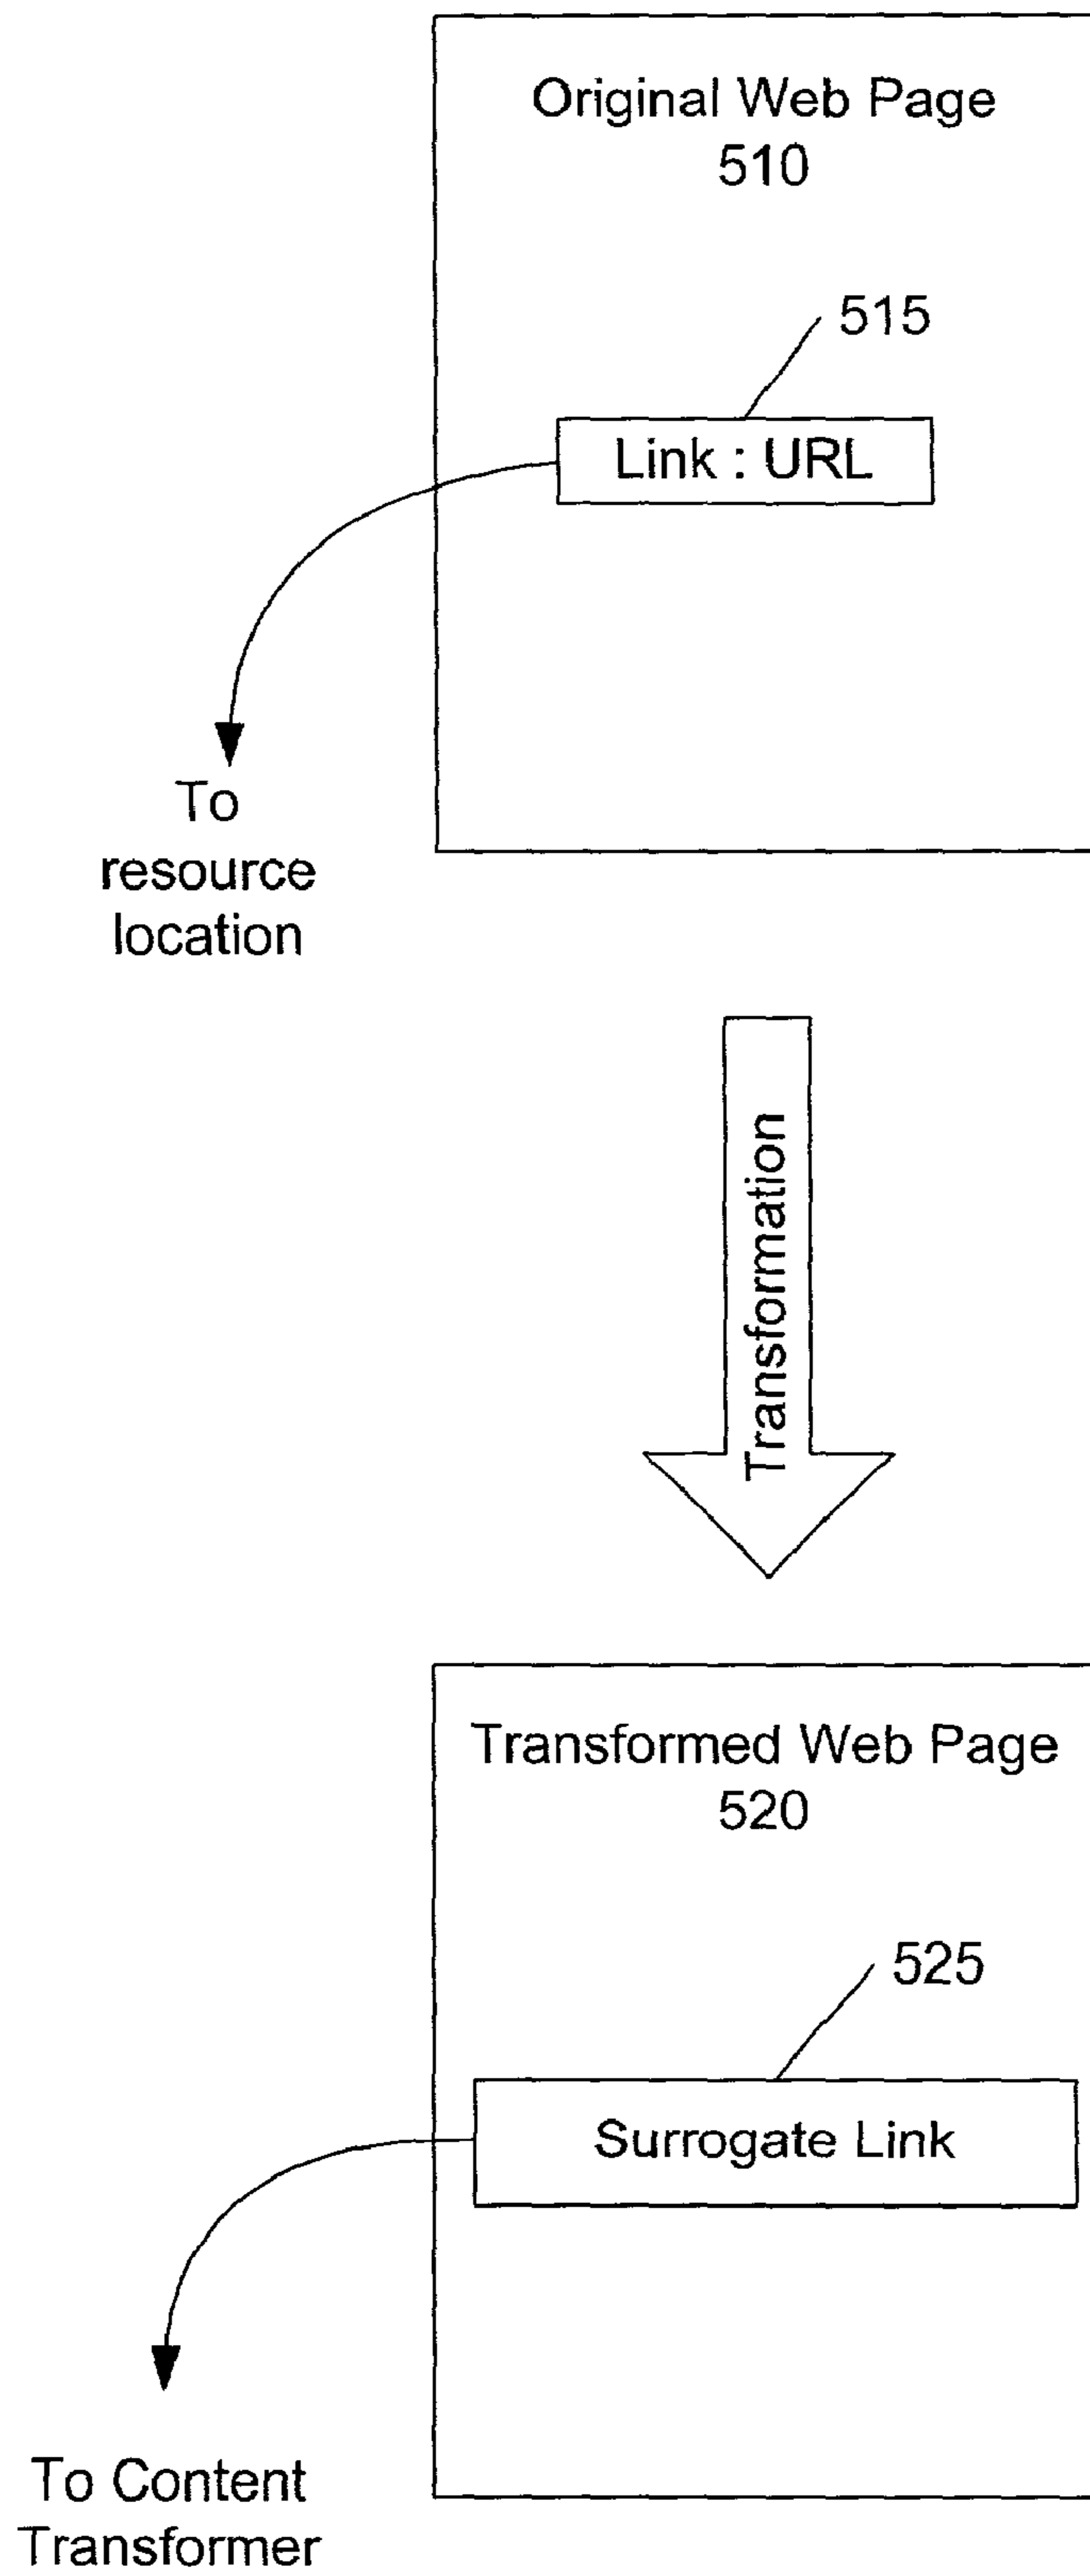 Original Web Page
510
515
Link : URL
To
resource
location
Transformation
Transformed Web Page
520
525
Surrogate Link
To Content
Transformer